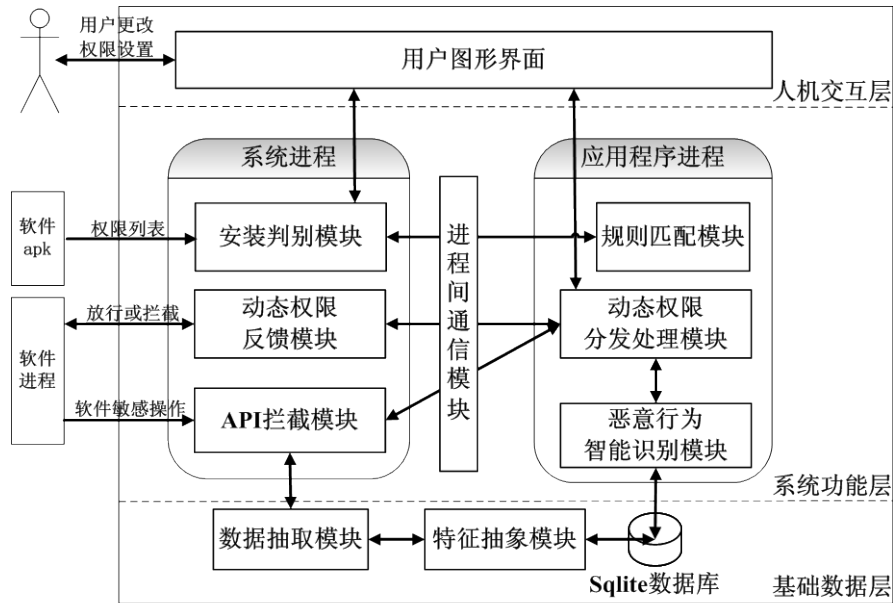 用户更改
权限设置
用户图形界面
人机交互层
系统进程
应用程序进程
软件
apk
权限列表
安装判别模块
进程间通信模块
规则匹配模块
放行或拦截
动态权限
反馈模块
动态权限
分发处理模块
软件
进程
软件敏感操作
API拦截模块
恶意行为
智能识别模块
系统功能层
数据抽取模块
特征抽象模块
Sqlite数据库
基础数据层